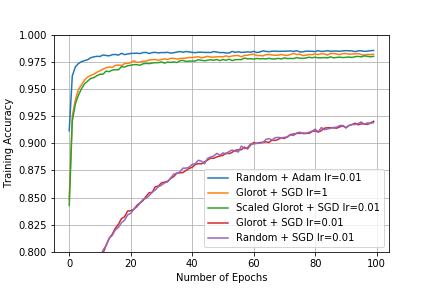 1.000
0.975
0.950
0.925
0.900
0.875
0.850
0.825
0.800
Training Accuracy
Random + Adam lr=0.01
Glorot + SGD lr=1
Scaled Glorot + SGD lr=0.01
Glorot + SGD lr=0.01
Random + SGD lr=0.01
0 20 40 60 80 100
Number of Epochs